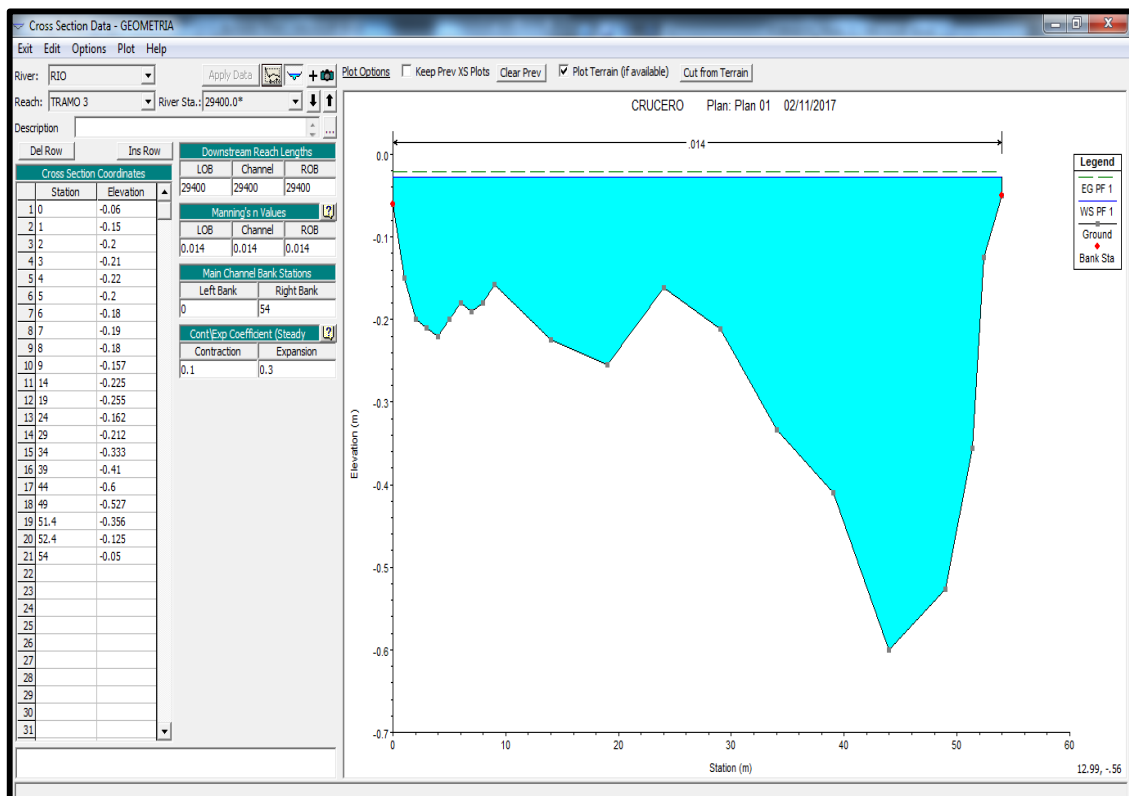 Cross Section Data - GEOMETRIA
Exit Edit Options Plot Help
River: RIO Apply Data
Reach: TRAMO 3 River Sta.: 29400.0*
Description ...
Del Row Ins Row
Cross Section Coordinates
Station Elevation
1 0 -0.06
2 1 -0.15
3 2 -0.2
4 3 -0.21
5 4 -0.22
6 5 -0.2
7 6 -0.18
8 7 -0.19
9 8 -0.18
10 9 -0.157
11 14 -0.225
12 19 -0.255
13 24 -0.162
14 29 -0.212
15 34 -0.333
16 39 -0.41
17 44 -0.6
18 49 -0.527
19 51.4 -0.356
20 52.4 -0.125
21 54 -0.05
22
23
24
25
26
27
28
29
30
31
Downstream Reach Lengths
LOB Channel ROB
29400 29400 29400
Manning's n Values
LOB Channel ROB
0.014 0.014 0.014
Main Channel Bank Stations
Left Bank Right Bank
0 54
Cont\Exp Coefficient (Steady
Contraction Expansion
0.1 0.3
Plot Options Keep Prev XS Plots Clear Prev Plot Terrain (if available) Cut from Terrain
CRUCERO Plan: Plan 01 02/11/2017
.014
Legend
EG PF 1
WS PF 1
Ground
Bank Sta
0.0
-0.1
-0.2
-0.3
-0.4
-0.5
-0.6
-0.7
Elevation (m)
0 10 20 30 40 50 60
Station (m)
12.99, -.56